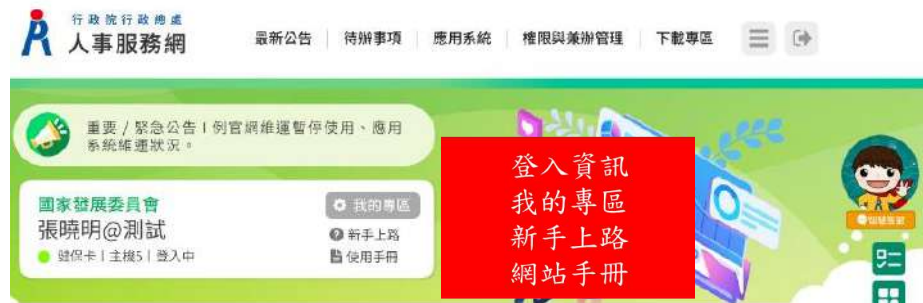 行政院行政總處
人事服務網
最新公告 待辦事項 應用系統 權限與兼辦管理 下載專區
重要 / 緊急公告 | 例官網維運暫停使用、應用
系統維運狀況。
國家發展委員會
我的專區
張曉明@測試
新手上路
健保卡 | 主機5 | 登入中
使用手冊
登入資訊
我的專區
新手上路
網站手冊